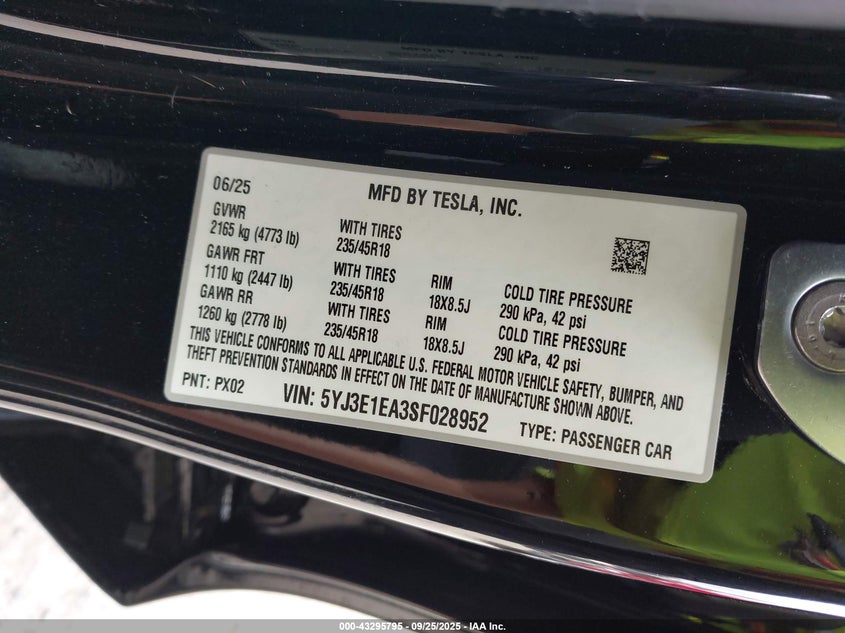 MFD BY TESLA, INC
06/25
MFD BY TESLA, INC.
GVWR
2165 kg (4773 lb)
WITH TIRES
235/45R18
GAWR FRT
1110 kg (2447 lb)
WITH TIRES
235/45R18
RIM
18X8.5J
COLD TIRE PRESSURE
290 kPa, 42 psi
GAWR RR
1260 kg (2778 lb)
WITH TIRES
235/45R18
RIM
18X8.5J
COLD TIRE PRESSURE
290 kPa, 42 psi
THIS VEHICLE CONFORMS TO ALL APPLICABLE U.S. FEDERAL MOTOR VEHICLE SAFETY, BUMPER, AND
THEFT PREVENTION STANDARDS IN EFFECT ON THE DATE OF MANUFACTURE SHOWN ABOVE.
PNT: PX02
VIN: 5YJ3E1EA3SF028952
TYPE: PASSENGER CAR
000-43295795 - 09/25/2025 - IAA Inc.